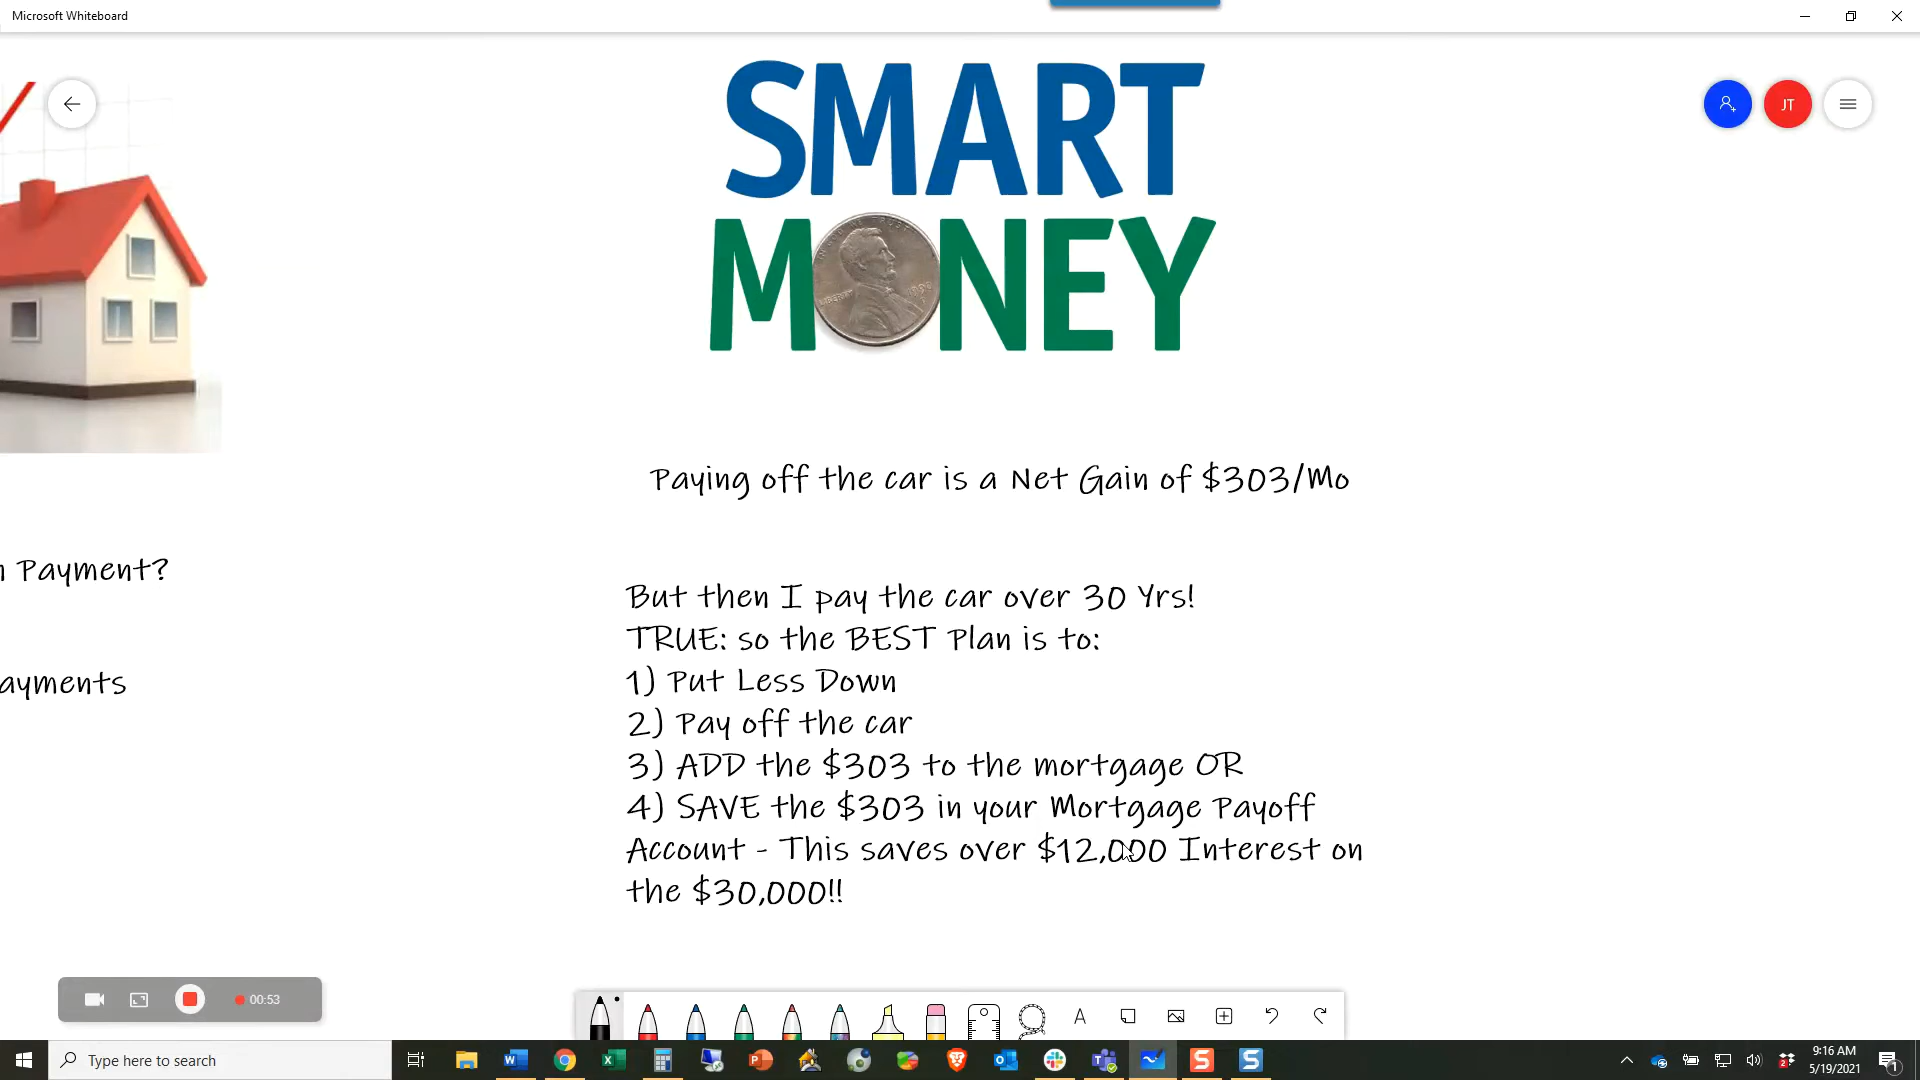 Microsoft Whiteboard
JT
SMART
MONEY
LIBERTY
Paying off the car is a Net Gain of $303/Mo
n Payment?
ayments
But then I pay the car over 30 Yrs!
TRUE: so the BEST Plan is to:
1) Put Less Down
2) Pay off the car
3) ADD the $303 to the mortgage OR
4) SAVE the $303 in your Mortgage Payoff
Account - This saves over $12,000 Interest on
the $30,000!!
00:53
Type here to search
9:16 AM
5/19/2021